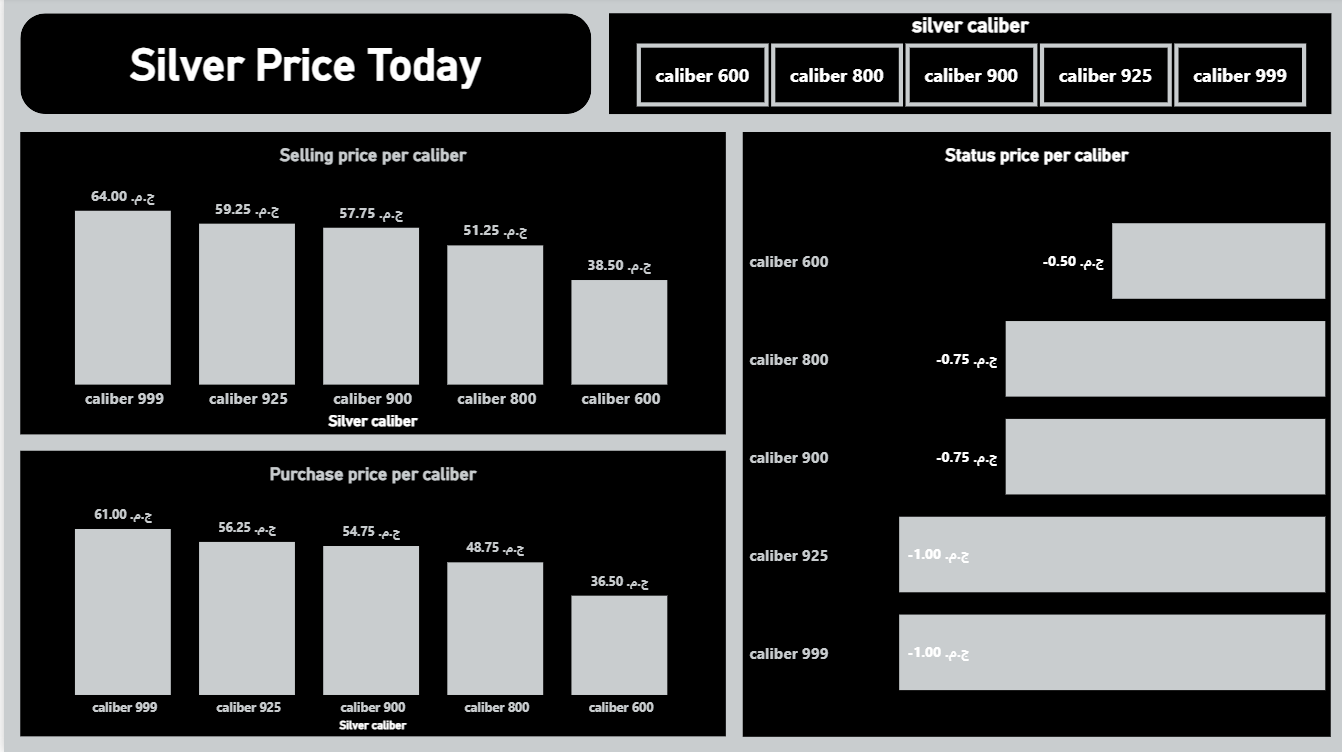 Silver Price Today
silver caliber
caliber 600
caliber 800
caliber 900
caliber 925
caliber 999
Selling price per caliber
64.00 ج.م.
59.25 ج.م.
57.75 ج.م.
51.25 ج.م.
38.50 ج.م.
caliber 999
caliber 925
caliber 900
caliber 800
caliber 600
Silver caliber
Purchase price per caliber
61.00 ج.م.
56.25 ج.م.
54.75 ج.م.
48.75 ج.م.
36.50 ج.م.
caliber 999
caliber 925
caliber 900
caliber 800
caliber 600
Silver caliber
Status price per caliber
caliber 600
-0.50 ج.م.
caliber 800
-0.75 ج.م.
caliber 900
-0.75 ج.م.
caliber 925
-1.00 ج.م.
caliber 999
-1.00 ج.م.